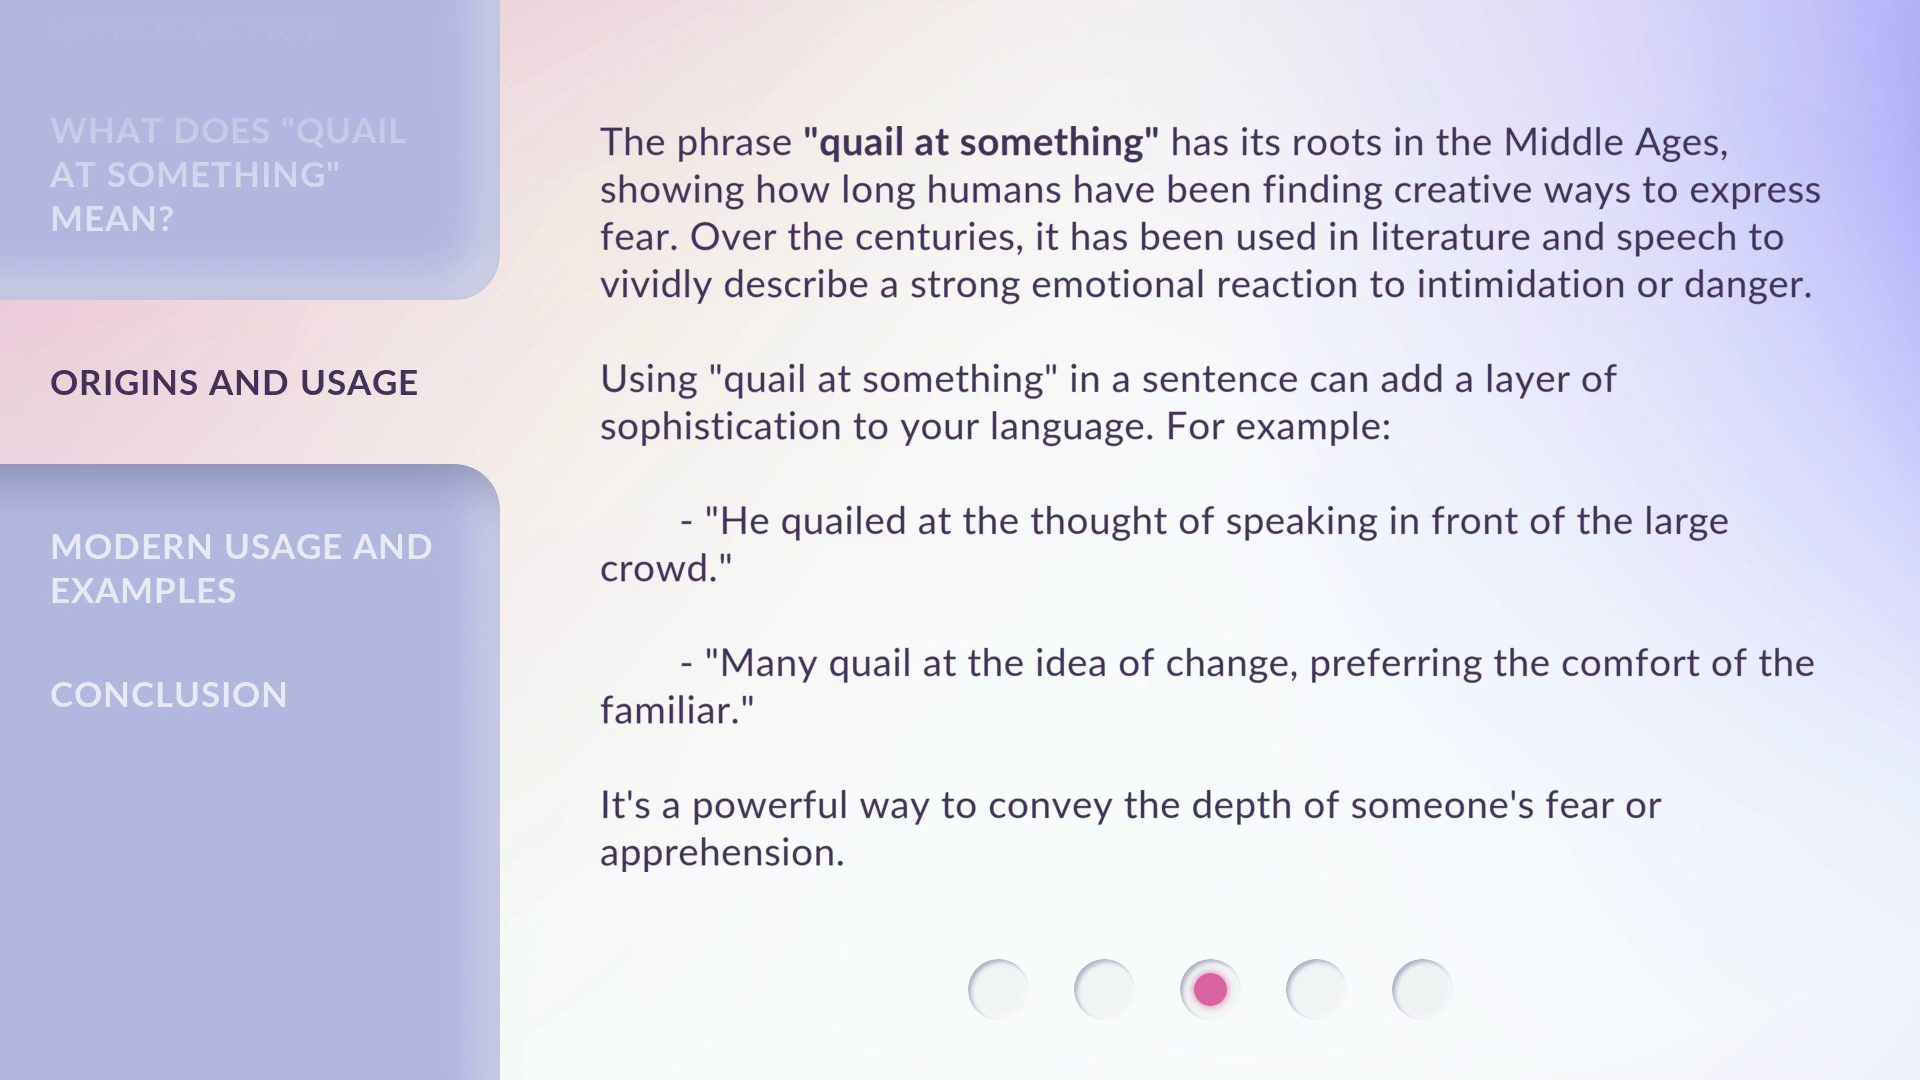 INTRODUCTION
WHAT DOES "QUAIL
AT SOMETHING"
MEAN?
ORIGINS AND USAGE
MODERN USAGE AND
EXAMPLES
CONCLUSION
The phrase "quail at something" has its roots in the Middle Ages,
showing how long humans have been finding creative ways to express
fear. Over the centuries, it has been used in literature and speech to
vividly describe a strong emotional reaction to intimidation or danger.
Using "quail at something" in a sentence can add a layer of
sophistication to your language. For example:
- "He quailed at the thought of speaking in front of the large
crowd."
- "Many quail at the idea of change, preferring the comfort of the
familiar."
It's a powerful way to convey the depth of someone's fear or
apprehension.